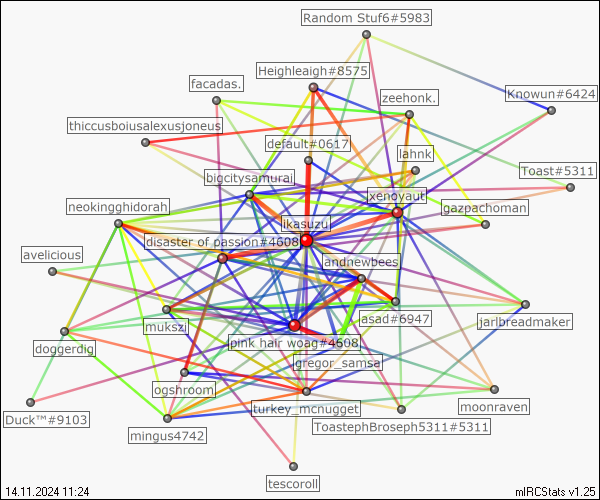 Random Stuf6#5983
Heighleaigh#8575
facadas.
zeehonk.
Knowun#6424
thiccusboiusalexusjoneus
default#0617
lahnk
Toast#5311
bigcitysamurai
xenoyaut
neokingghidorah
gazpachoman
ikasuzu
disaster of passion#4608
avelicious
andnewbees
mukszi
asad#6947
jarlbreadmaker
pink hair woag#4608
doggerdig
gregor_samsa
ogshroom
moonraven
Duck™#9103
turkey_mcnugget
mingus4742
ToastephBroseph5311#5311
tescoroll
14.11.2024 11:24
mIRCStats v1.25